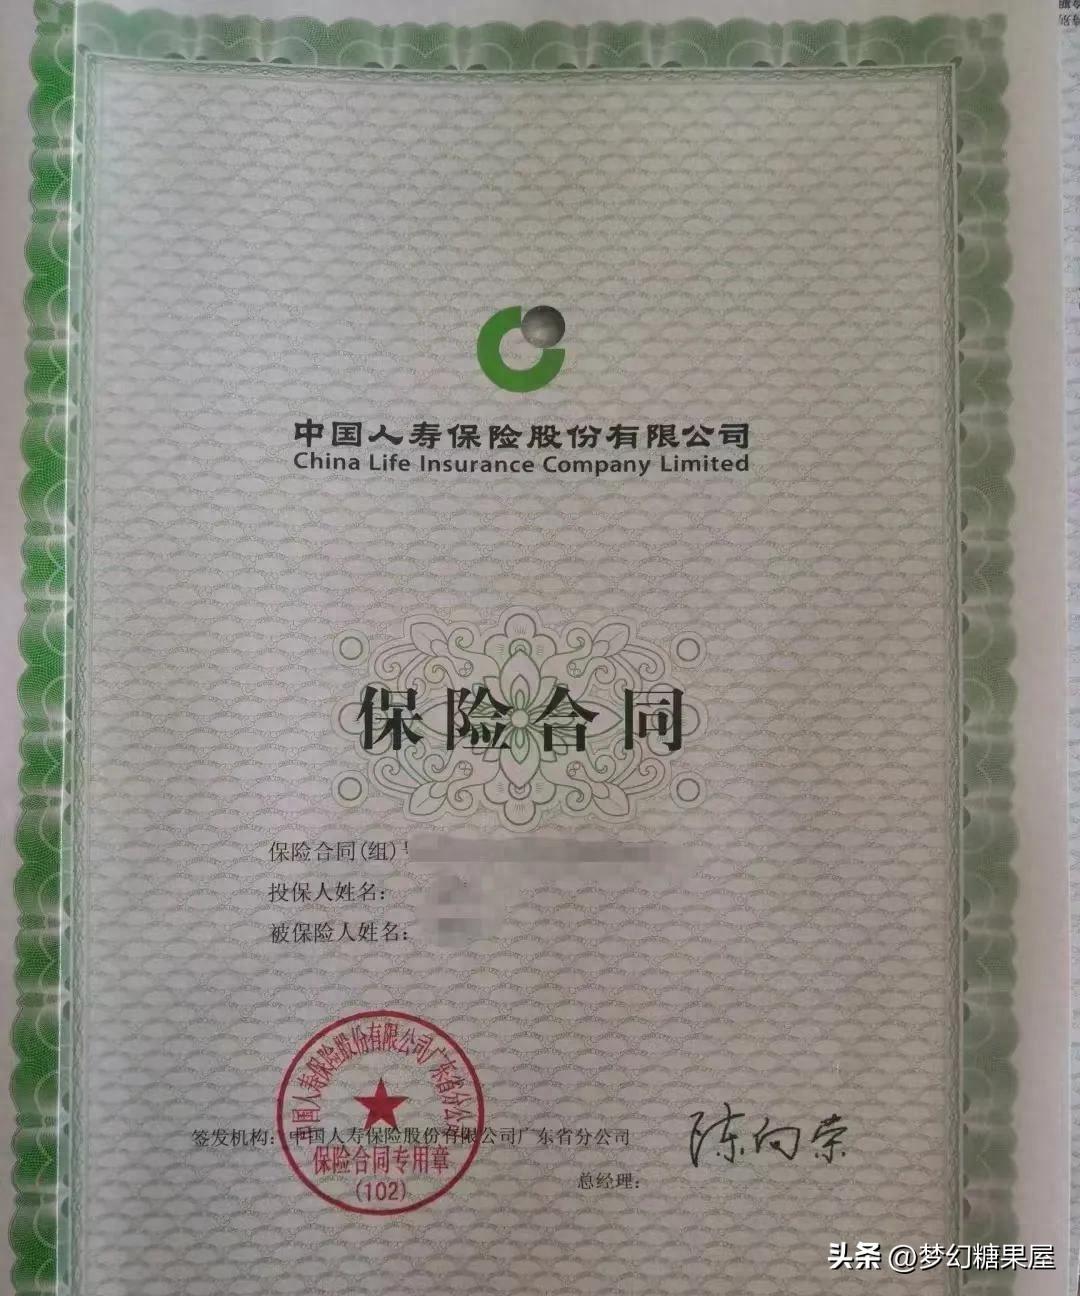 中国人寿保险股份有限公司
China Life Insurance Company Limited
保险合同
保险合同(组)
投保人姓名：
被保险人姓名：
中国人寿保险股份有限公司广东省分公司
签发机构：中国人寿保险股份有限公司广东省分公司
保险合同专用章
(102)
陈向荣
总经理：
头条 @梦幻糖果屋